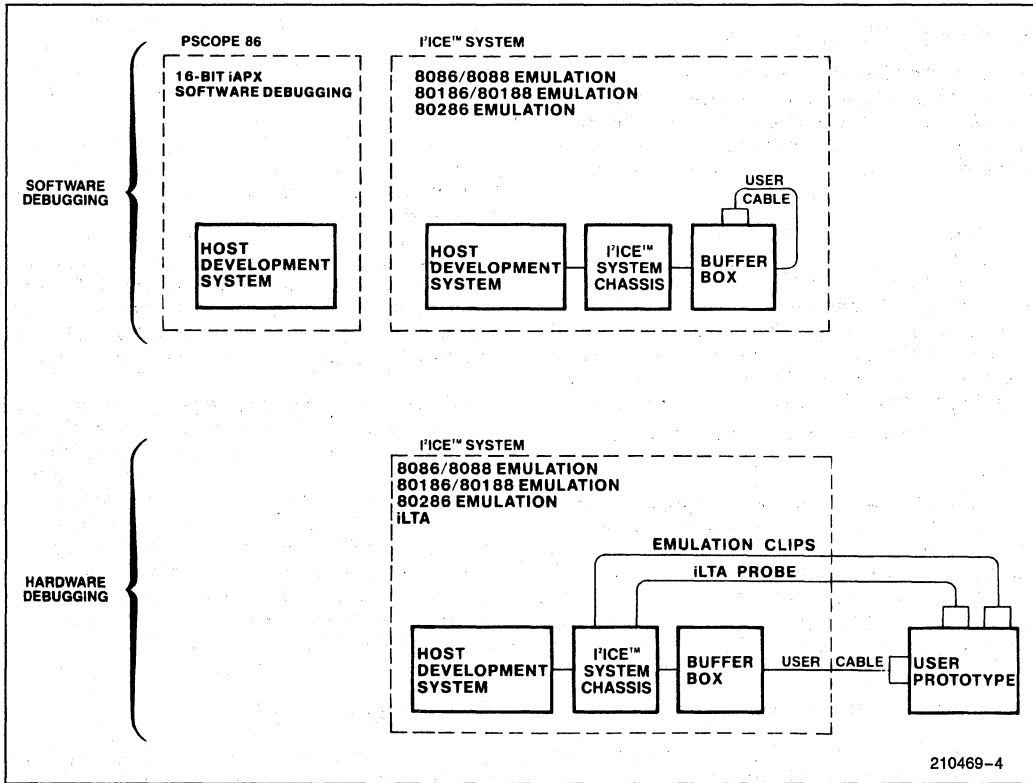 PSCOPE 86
16-BIT iAPX
SOFTWARE DEBUGGING
I²ICE™ SYSTEM
8086/8088 EMULATION
80186/80188 EMULATION
80286 EMULATION
SOFTWARE
DEBUGGING
USER
CABLE
HOST
DEVELOPMENT
SYSTEM
HOST
DEVELOPMENT
SYSTEM
I²ICE™
SYSTEM
CHASSIS
BUFFER
BOX
I²ICE™ SYSTEM
8086/8088 EMULATION
80186/80188 EMULATION
80286 EMULATION
iLTA
HARDWARE
DEBUGGING
EMULATION CLIPS
iLTA PROBE
HOST
DEVELOPMENT
SYSTEM
I²ICE™
SYSTEM
CHASSIS
BUFFER
BOX
USER CABLE
USER
PROTOTYPE
210469-4